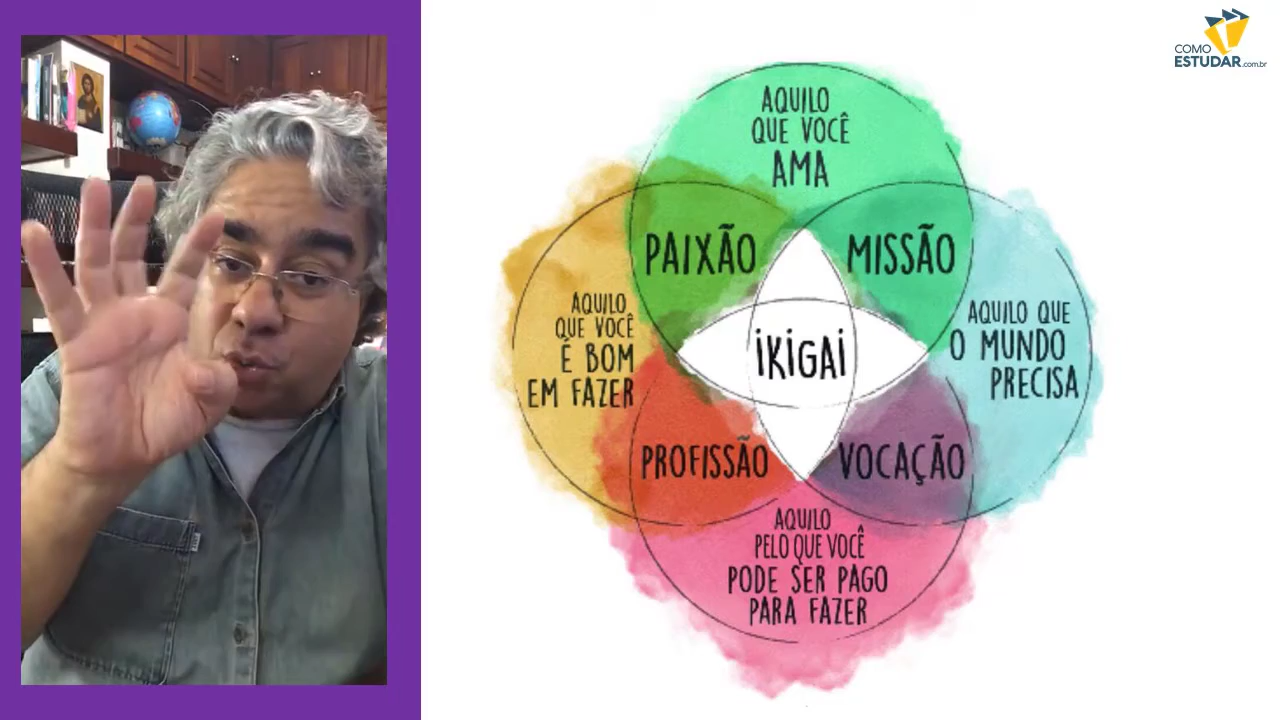 COMO
ESTUDAR.com.br
AQUILO
QUE VOCÊ
AMA
PAIXÃO
MISSÃO
AQUILO
QUE VOCÊ
É BOM
EM FAZER
IKIGAI
AQUILO QUE
O MUNDO
PRECISA
PROFISSÃO
VOCAÇÃO
AQUILO
PELO QUE VOCÊ
PODE SER PAGO
PARA FAZER